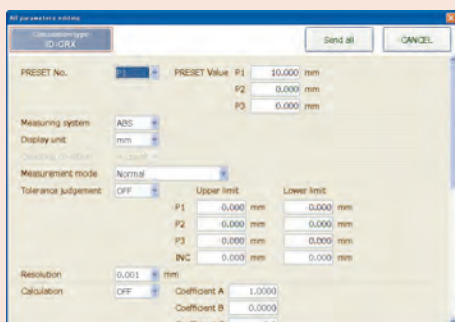 All parameters editing
Calculation type
ID-CRX
Send all
CANCEL
PRESET No. P1 PRESET Value P1 10.000 mm
P2 0.000 mm
P3 0.000 mm
Measuring system ABS
Display unit mm
Measurement mode Normal
Tolerance judgement OFF Upper limit Lower limit
P1 0.000 mm 0.000 mm
P2 0.000 mm 0.000 mm
P3 0.000 mm 0.000 mm
INC 0.000 mm 0.000 mm
Resolution 0.001 mm
Calculation OFF Coefficient A 1.0000
Coefficient B 0.0000